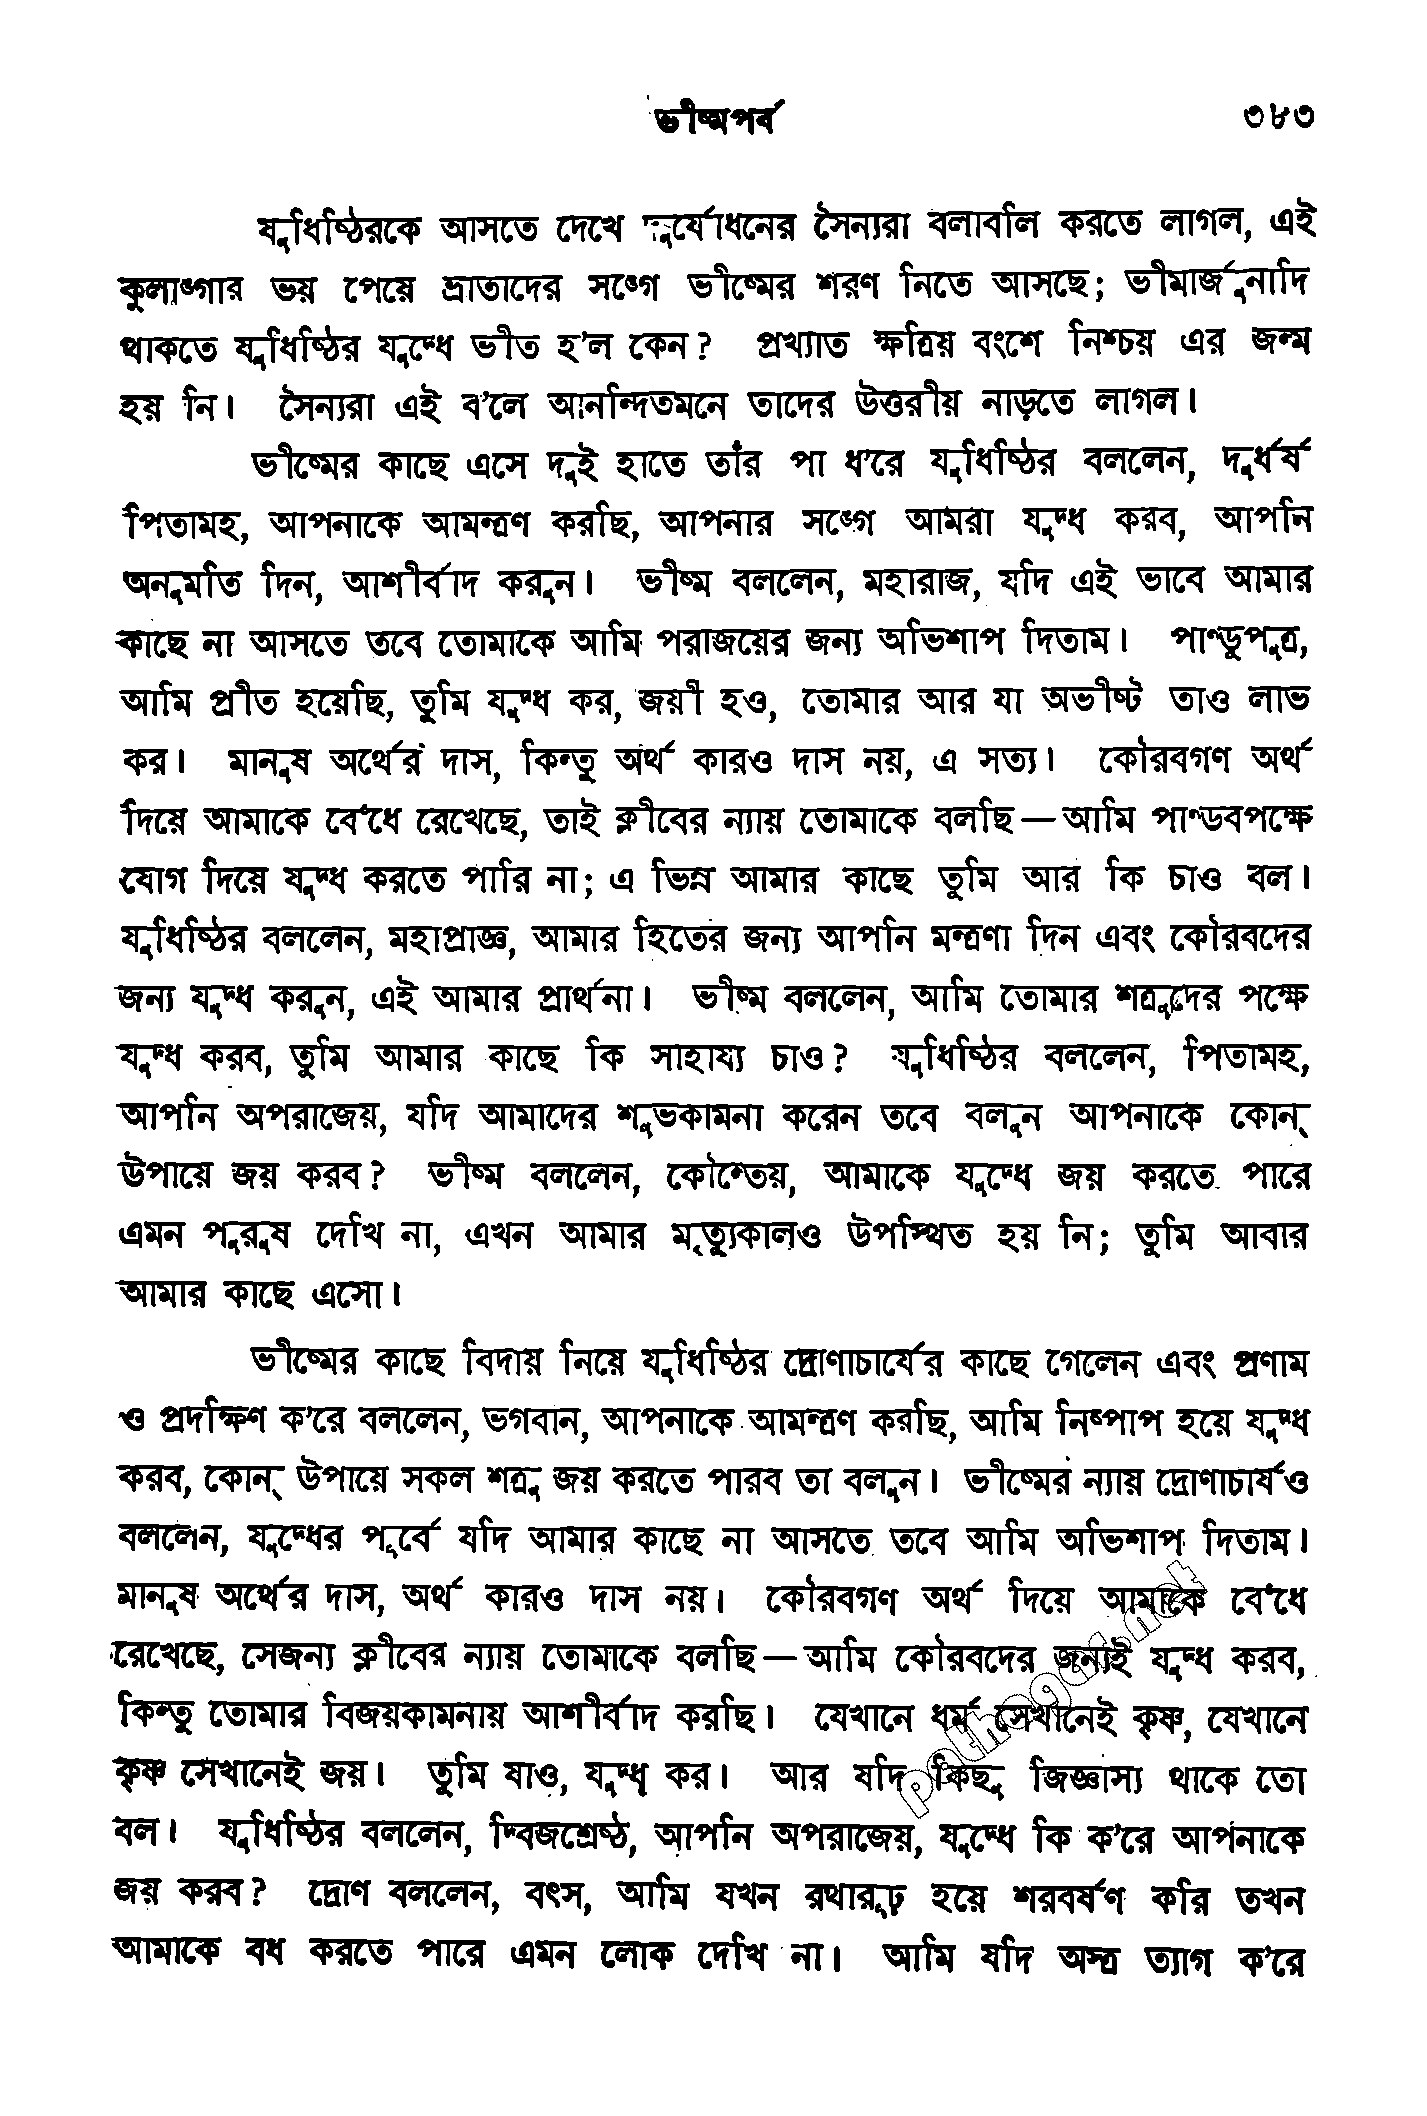 ভীষ্মপর্ব ৩৮৩
যুধিষ্ঠিরকে আসতে দেখে দুর্যোধনের সৈন্যরা বলাবলি করতে লাগল, এই
কুলাঙ্গার ভয় পেয়ে ভ্রাতাদের সঙ্গে ভীষ্মের শরণ নিতে আসছে; ভীমার্জুনাদি
থাকতে যুধিষ্ঠির যুদ্ধে ভীত হ'ল কেন? প্রখ্যাত ক্ষত্রিয় বংশে নিশ্চয় এর জন্ম
হয় নি। সৈন্যরা এই ব'লে আনন্দিতমনে তাদের উত্তরীয় নাড়তে লাগল।
ভীষ্মের কাছে এসে দুই হাতে তাঁর পা ধ'রে যুধিষ্ঠির বললেন, দুর্ধর্ষ
পিতামহ, আপনাকে আমন্ত্রণ করছি, আপনার সঙ্গে আমরা যুদ্ধ করব, আপনি
অনুমতি দিন, আশীর্বাদ করুন। ভীষ্ম বললেন, মহারাজ, যদি এই ভাবে আমার
কাছে না আসতে তবে তোমাকে আমি পরাজয়ের জন্য অভিশাপ দিতাম। পাণ্ডুপুত্র,
আমি প্রীত হয়েছি, তুমি যুদ্ধ কর, জয়ী হও, তোমার আর যা অভীষ্ট তাও লাভ
কর। মানুষ অর্থের দাস, কিন্তু অর্থ কারও দাস নয়, এ সত্য। কৌরবগণ অর্থ
দিয়ে আমাকে বেঁধে রেখেছে, তাই ক্লীবের ন্যায় তোমাকে বলছি—আমি পাণ্ডবপক্ষে
যোগ দিয়ে যুদ্ধ করতে পারি না; এ ভিন্ন আমার কাছে তুমি আর কি চাও বল।
যুধিষ্ঠির বললেন, মহাপ্রাজ্ঞ, আমার হিতের জন্য আপনি মন্ত্রণা দিন এবং কৌরবদের
জন্য যুদ্ধ করুন, এই আমার প্রার্থনা। ভীষ্ম বললেন, আমি তোমার শত্রুদের পক্ষে
যুদ্ধ করব, তুমি আমার কাছে কি সাহায্য চাও? যুধিষ্ঠির বললেন, পিতামহ,
আপনি অপরাজেয়, যদি আমাদের শুভকামনা করেন তবে বলুন আপনাকে কোন্
উপায়ে জয় করব? ভীষ্ম বললেন, কৌন্তেয়, আমাকে যুদ্ধে জয় করতে পারে
এমন পুরুষ দেখি না, এখন আমার মৃত্যুকালও উপস্থিত হয় নি; তুমি আবার
আমার কাছে এসো।
ভীষ্মের কাছে বিদায় নিয়ে যুধিষ্ঠির দ্রোণাচার্যের কাছে গেলেন এবং প্রণাম
ও প্রদক্ষিণ ক'রে বললেন, ভগবান, আপনাকে আমন্ত্রণ করছি, আমি নিষ্পাপ হয়ে যুদ্ধ
করব, কোন্ উপায়ে সকল শত্রু জয় করতে পারব তা বলুন। ভীষ্মের ন্যায় দ্রোণাচার্যও
বললেন, যুদ্ধের পূর্বে যদি আমার কাছে না আসতে তবে আমি অভিশাপ দিতাম।
মানুষ অর্থের দাস, অর্থ কারও দাস নয়। কৌরবগণ অর্থ দিয়ে আমাকে বেঁধে
রেখেছে, সেজন্য ক্লীবের ন্যায় তোমাকে বলছি—আমি কৌরবদের জন্যই যুদ্ধ করব,
কিন্তু তোমার বিজয়কামনায় আশীর্বাদ করছি। যেখানে ধর্ম সেখানেই কৃষ্ণ, যেখানে
কৃষ্ণ সেখানেই জয়। তুমি যাও, যুদ্ধ কর। আর যদি কিছু জিজ্ঞাস্য থাকে তো
বল। যুধিষ্ঠির বললেন, দ্বিজশ্রেষ্ঠ, আপনি অপরাজেয়, যুদ্ধে কি ক'রে আপনাকে
জয় করব? দ্রোণ বললেন, বৎস, আমি যখন রথারূঢ় হয়ে শরবর্ষণ করি তখন
আমাকে বধ করতে পারে এমন লোক দেখি না। আমি যদি অস্ত্র ত্যাগ ক'রে
pathagar.net